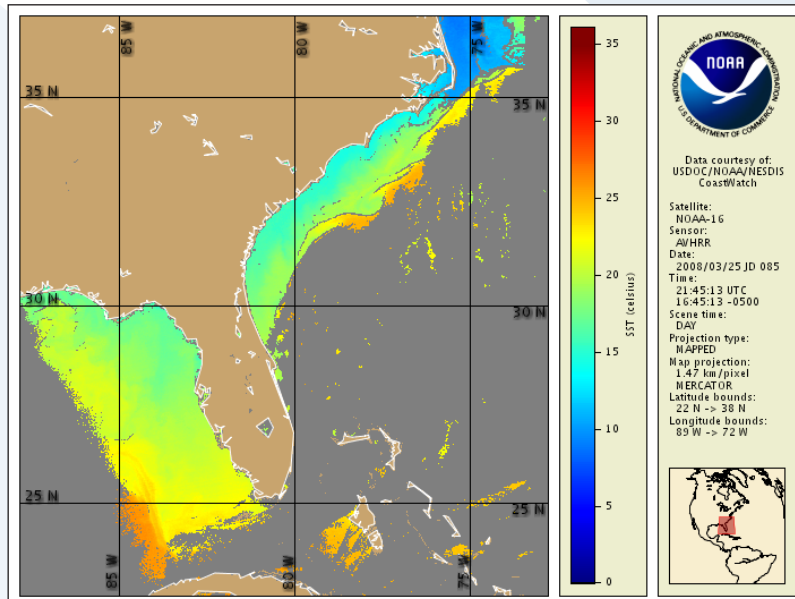 85 W
80 W
75 W
35 N
35 N
30 N
30 N
25 N
25 N
85 W
80 W
75 W
35
30
25
20
15
10
5
0
SST (celsius)
NATIONAL OCEANIC AND ATMOSPHERIC ADMINISTRATION
NOAA
U.S. DEPARTMENT OF COMMERCE
Data courtesy of:
USDOC/NOAA/NESDIS
CoastWatch
Satellite:
NOAA-16
Sensor:
AVHRR
Date:
2008/03/25 JD 085
Time:
21:45:13 UTC
16:45:13 -0500
Scene time:
DAY
Projection type:
MAPPED
Map projection:
1.47 km/pixel
MERCATOR
Latitude bounds:
22 N -> 38 N
Longitude bounds:
89 W -> 72 W